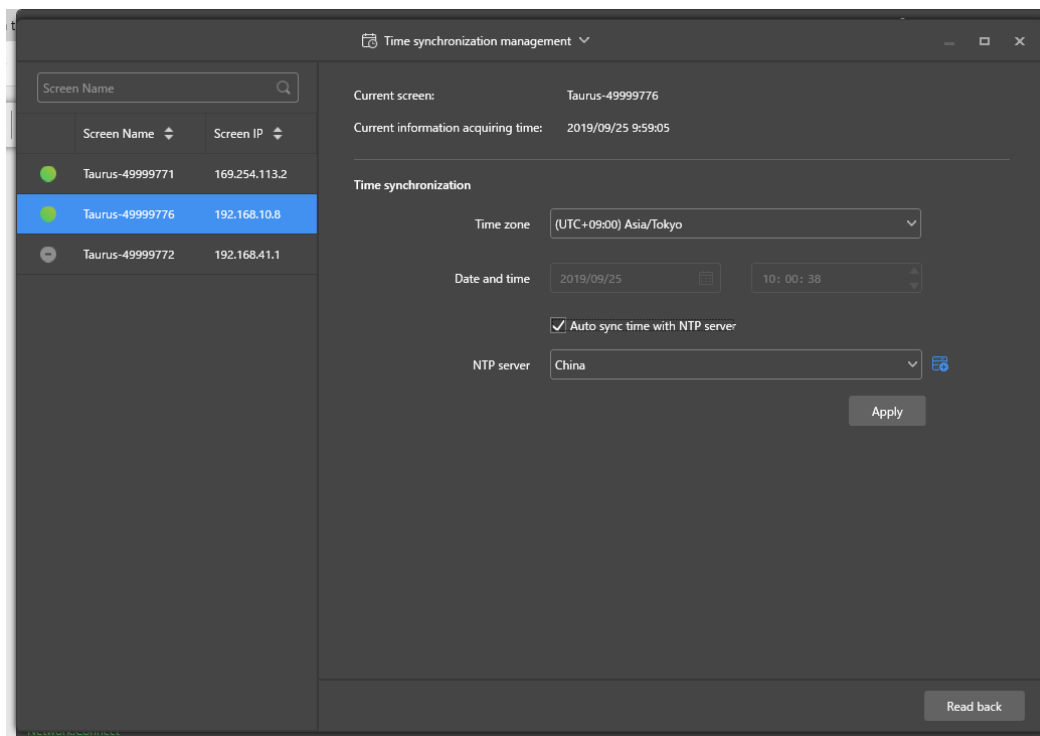 Time synchronization management
Screen Name
Screen Name Screen IP
Taurus-49999771 169.254.113.2
Taurus-49999776 192.168.10.8
Taurus-49999772 192.168.41.1
Current screen: Taurus-49999776
Current information acquiring time: 2019/09/25 9:59:05
Time synchronization
Time zone (UTC+09:00) Asia/Tokyo
Date and time 2019/09/25 10: 00: 38
Auto sync time with NTP server
NTP server China
Apply
Read back